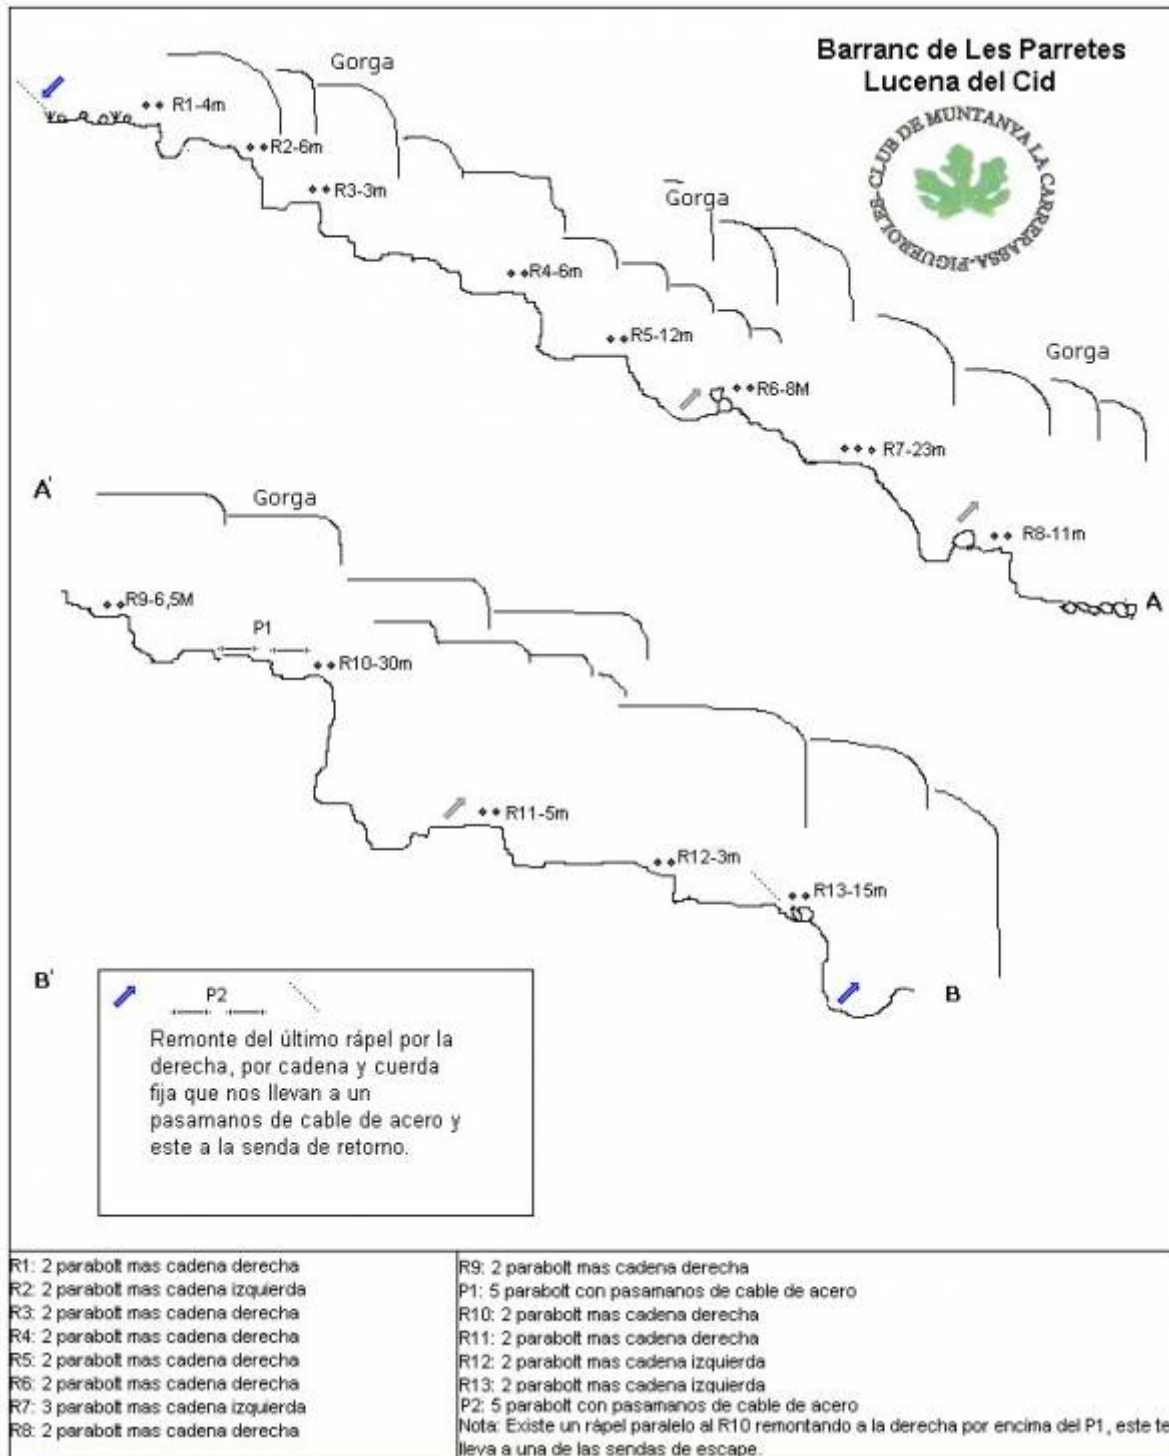 Barranc de Les Parretes
Lucena del Cid
CLUB DE MUNTANYA LA CARRERASSA-FIGUEROLES-
Gorga
R1-4m
R2-6m
R3-3m
Gorga
R4-6m
R5-12m
Gorga
R6-8M
R7-23m
R8-11m
A
A'
Gorga
R9-6,5M
P1
R10-30m
R11-5m
R12-3m
R13-15m
B
B'
P2
Remonte del último rápel por la
derecha, por cadena y cuerda
fija que nos llevan a un
pasamanos de cable de acero y
este a la senda de retorno.
R1: 2 parabolt mas cadena derecha
R2: 2 parabolt mas cadena izquierda
R3: 2 parabolt mas cadena derecha
R4: 2 parabolt mas cadena derecha
R5: 2 parabolt mas cadena derecha
R6: 2 parabolt mas cadena derecha
R7: 3 parabolt mas cadena izquierda
R8: 2 parabolt mas cadena derecha
R9: 2 parabolt mas cadena derecha
P1: 5 parabolt con pasamanos de cable de acero
R10: 2 parabolt mas cadena derecha
R11: 2 parabolt mas cadena derecha
R12: 2 parabolt mas cadena izquierda
R13: 2 parabolt mas cadena izquierda
P2: 5 parabolt con pasamanos de cable de acero
Nota: Existe un rápel paralelo al R10 remontando a la derecha por encima del P1, este te
lleva a una de las sendas de escape.